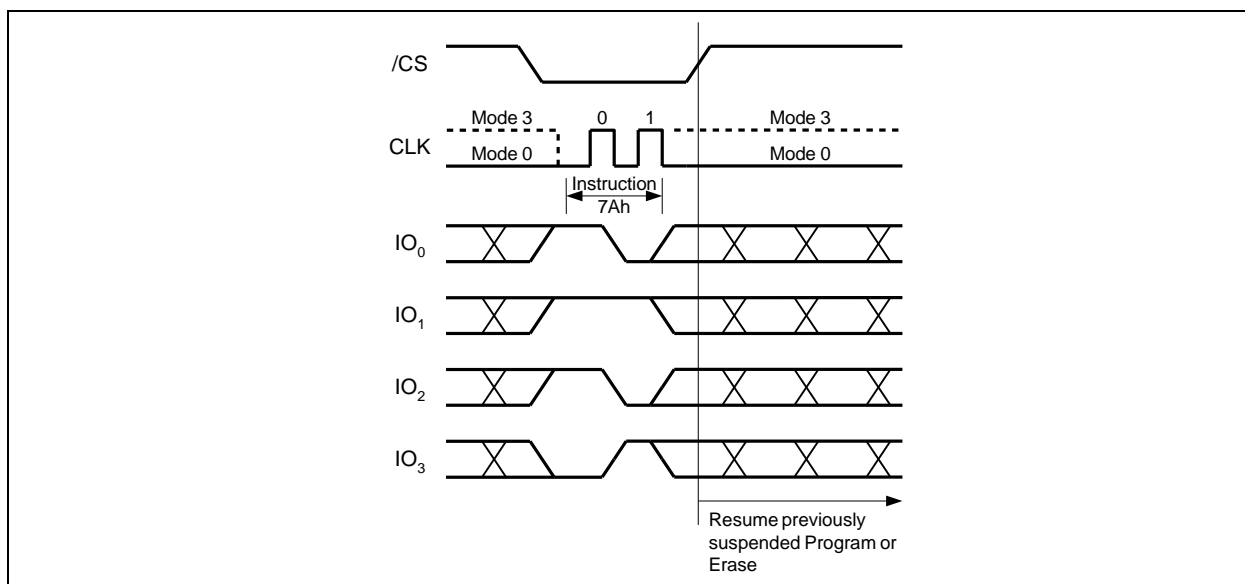 /CS
Mode 3
0
1
Mode 3
CLK
Mode 0
Mode 0
Instruction
7Ah
IO0
IO1
IO2
IO3
Resume previously
suspended Program or
Erase